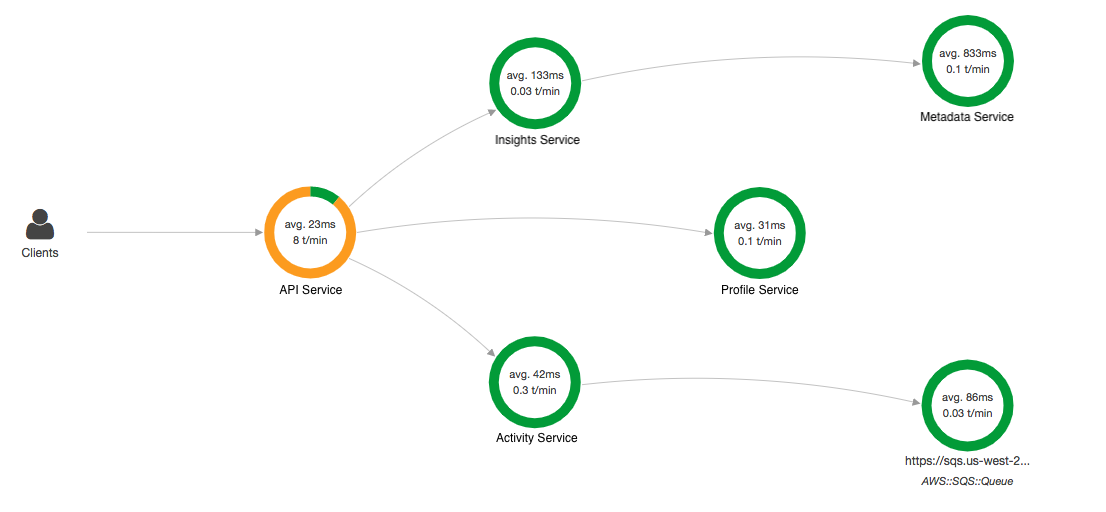 avg. 833ms
0.1 t/min
Metadata Service
avg. 133ms
0.03 t/min
Insights Service
avg. 23ms
8 t/min
API Service
Clients
avg. 31ms
0.1 t/min
Profile Service
avg. 42ms
0.3 t/min
Activity Service
avg. 86ms
0.03 t/min
https://sqs.us-west-2...
AWS::SQS::Queue